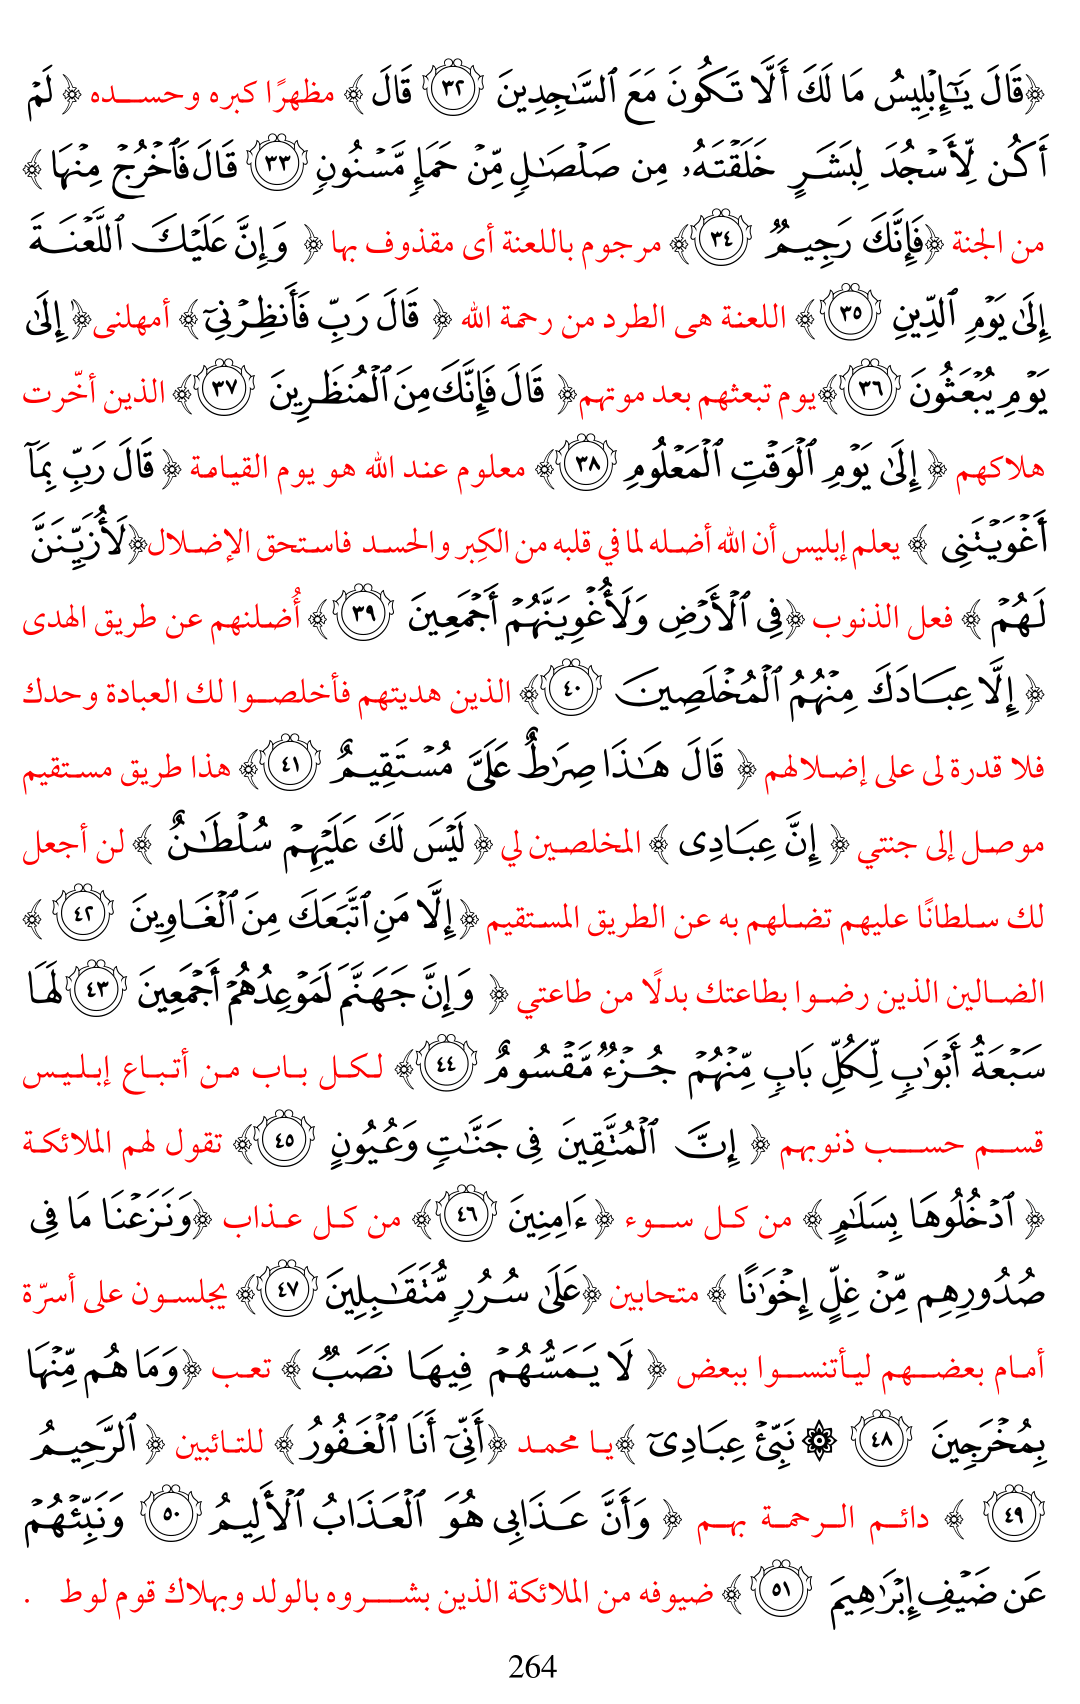 ﴿قَالَ يَـٰٓإِبْلِيسُ مَا لَكَ أَلَّا تَكُونَ مَعَ ٱلسَّـٰجِدِينَ ٣٢ قَالَ ﴾ مظهرًا كبره وحسـده ﴿ لَمْ
أَكُن لِّأَسْجُدَ لِبَشَرٍ خَلَقْتَهُۥ مِن صَلْصَـٰلٍ مِّنْ حَمَإٍ مَّسْنُونٍ ٣٣ قَالَ فَٱخْرُجْ مِنْهَا ﴾
من الجنة ﴿فَإِنَّكَ رَجِيمٌ ٣٤﴾ مرجوم باللعنة أى مقذوف بها ﴿ وَإِنَّ عَلَيْكَ ٱللَّعْنَةَ
إِلَىٰ يَوْمِ ٱلدِّينِ ٣٥﴾ اللعنة هى الطرد من رحمة الله ﴿ قَالَ رَبِّ فَأَنظِرْنِىٓ﴾ أمهلنى﴿ إِلَىٰ
يَوْمِ يُبْعَثُونَ ٣٦﴾يوم تبعثهم بعد موتهم﴿ قَالَ فَإِنَّكَ مِنَ ٱلْمُنظَرِينَ ٣٧﴾ الذين أخّرت
هلاكهم ﴿ إِلَىٰ يَوْمِ ٱلْوَقْتِ ٱلْمَعْلُومِ ٣٨﴾ معلوم عند الله هو يوم القيامة ﴿ قَالَ رَبِّ بِمَآ
أَغْوَيْتَنِى ﴾ يعلم إبليس أن الله أضله لما في قلبه من الكِبر والحسد فاستحق الإضلال﴿لَأُزَيِّنَنَّ
لَهُمْ ﴾ فعل الذنوب ﴿فِى ٱلْأَرْضِ وَلَأُغْوِيَنَّهُمْ أَجْمَعِينَ ٣٩﴾ أُضلنهم عن طريق الهدى
﴿ إِلَّا عِبَادَكَ مِنْهُمُ ٱلْمُخْلَصِينَ ٤٠﴾ الذين هديتهم فأخلصوا لك العبادة وحدك
فلا قدرة لى على إضلالهم ﴿ قَالَ هَـٰذَا صِرَٰطٌ عَلَىَّ مُسْتَقِيمٌ ٤١﴾ هذا طريق مستقيم
موصل إلى جنتي ﴿ إِنَّ عِبَادِى ﴾ المخلصين لي ﴿ لَيْسَ لَكَ عَلَيْهِمْ سُلْطَـٰنٌ ﴾ لن أجعل
لك سلطانًا عليهم تضلهم به عن الطريق المستقيم ﴿إِلَّا مَنِ ٱتَّبَعَكَ مِنَ ٱلْغَاوِينَ ٤٢ ﴾
الضالين الذين رضوا بطاعتك بدلًا من طاعتي ﴿ وَإِنَّ جَهَنَّمَ لَمَوْعِدُهُمْ أَجْمَعِينَ ٤٣ لَهَا
سَبْعَةُ أَبْوَٰبٍ لِّكُلِّ بَابٍ مِّنْهُمْ جُزْءٌ مَّقْسُومٌ ٤٤﴾ لكل باب من أتباع إبليس
قسم حسب ذنوبهم ﴿ إِنَّ ٱلْمُتَّقِينَ فِى جَنَّـٰتٍ وَعُيُونٍ ٤٥﴾ تقول لهم الملائكة
﴿ ٱدْخُلُوهَا بِسَلَـٰمٍ ﴾ من كل سوء ﴿ ءَامِنِينَ ٤٦﴾ من كل عذاب ﴿وَنَزَعْنَا مَا فِى
صُدُورِهِم مِّنْ غِلٍّ إِخْوَٰنًا ﴾ متحابين ﴿عَلَىٰ سُرُرٍ مُّتَقَـٰبِلِينَ ٤٧﴾ يجلسون على أسرّة
أمام بعضهم ليأتنسوا ببعض ﴿ لَا يَمَسُّهُمْ فِيهَا نَصَبٌ ﴾ تعب ﴿وَمَا هُم مِّنْهَا
بِمُخْرَجِينَ ٤٨ ۞ نَبِّئْ عِبَادِىٓ ﴾يا محمد ﴿أَنِّىٓ أَنَا ٱلْغَفُورُ ﴾ للتائبين ﴿ ٱلرَّحِيمُ
٤٩ ﴾ دائم الرحمة بهم ﴿ وَأَنَّ عَذَابِى هُوَ ٱلْعَذَابُ ٱلْأَلِيمُ ٥٠ وَنَبِّئْهُمْ
عَن ضَيْفِ إِبْرَٰهِيمَ ٥١﴾ ضيوفه من الملائكة الذين بشروه بالولد وبهلاك قوم لوط .
264